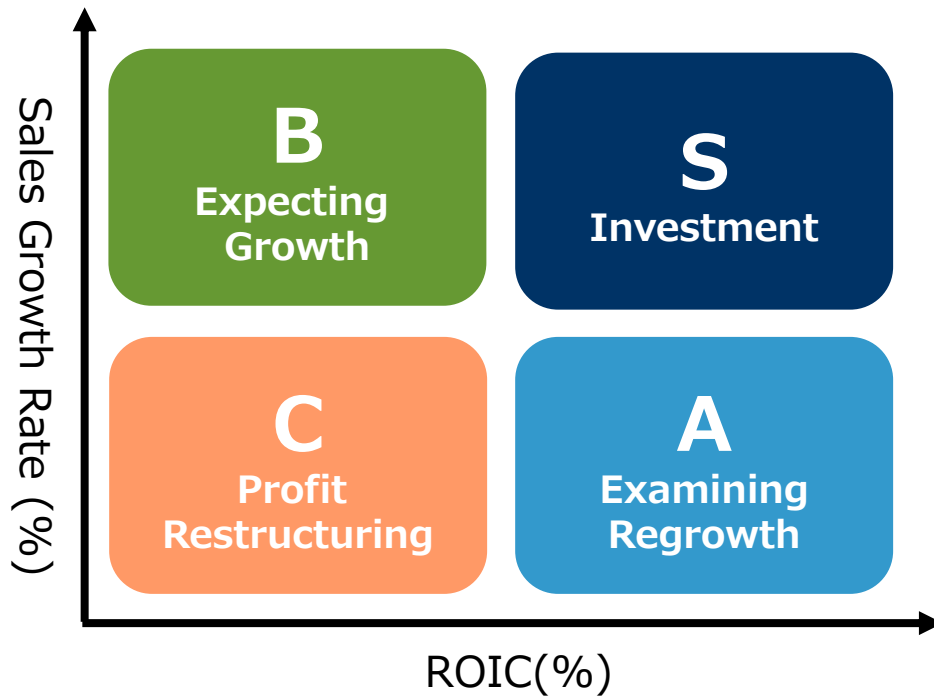 Sales Growth Rate (%)
B
Expecting
Growth
S
Investment
C
Profit
Restructuring
A
Examining
Regrowth
ROIC(%)